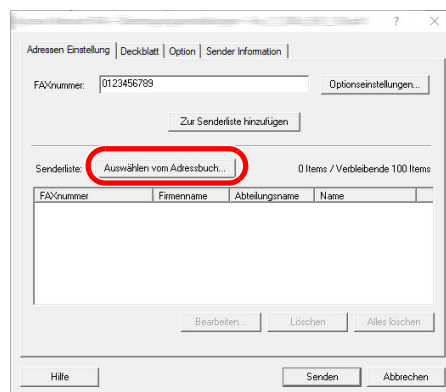 Adressen Einstellung Deckblatt Option Sender Information
FAXnummer: 0123456789 Optionseinstellungen...
Zur Senderliste hinzufügen
Senderliste: Auswählen vom Adressbuch... 0 Items / Verbleibende 100 Items
FAXnummer Firmenname Abteilungsname Name
Bearbeiten... Löschen Alles löschen
Hilfe Senden Abbrechen